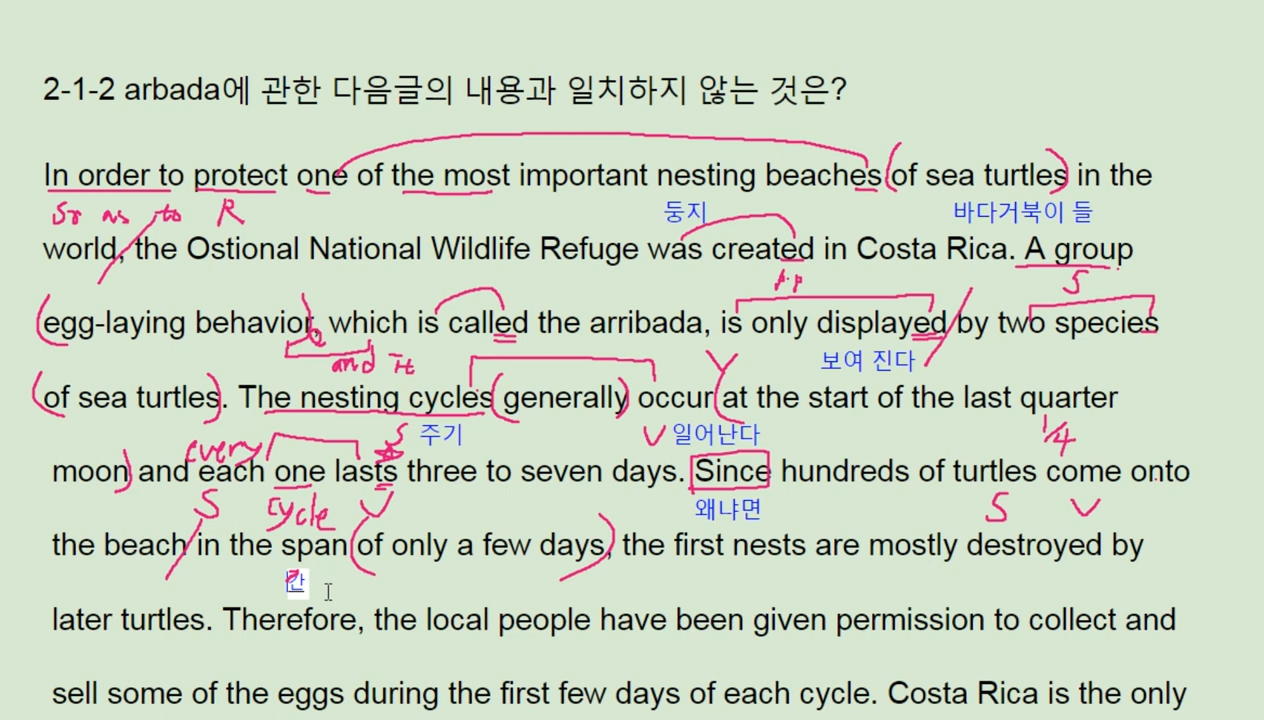 2-1-2 arbada에 관한 다음글의 내용과 일치하지 않는 것은?
In order to protect one of the most important nesting beaches of sea turtles in the
so as to R 둥지 바다거북이 들
world, the Ostional National Wildlife Refuge was created in Costa Rica. A group
p.p S
egg-laying behavior, which is called the arribada, is only displayed by two species
and it 보여 진다
of sea turtles. The nesting cycles generally occur at the start of the last quarter
every S 주기 V 일어난다 1/4
moon and each one lasts three to seven days. Since hundreds of turtles come onto
S cycle V 왜냐면 S V
the beach in the span of only a few days, the first nests are mostly destroyed by
간
later turtles. Therefore, the local people have been given permission to collect and
sell some of the eggs during the first few days of each cycle. Costa Rica is the only